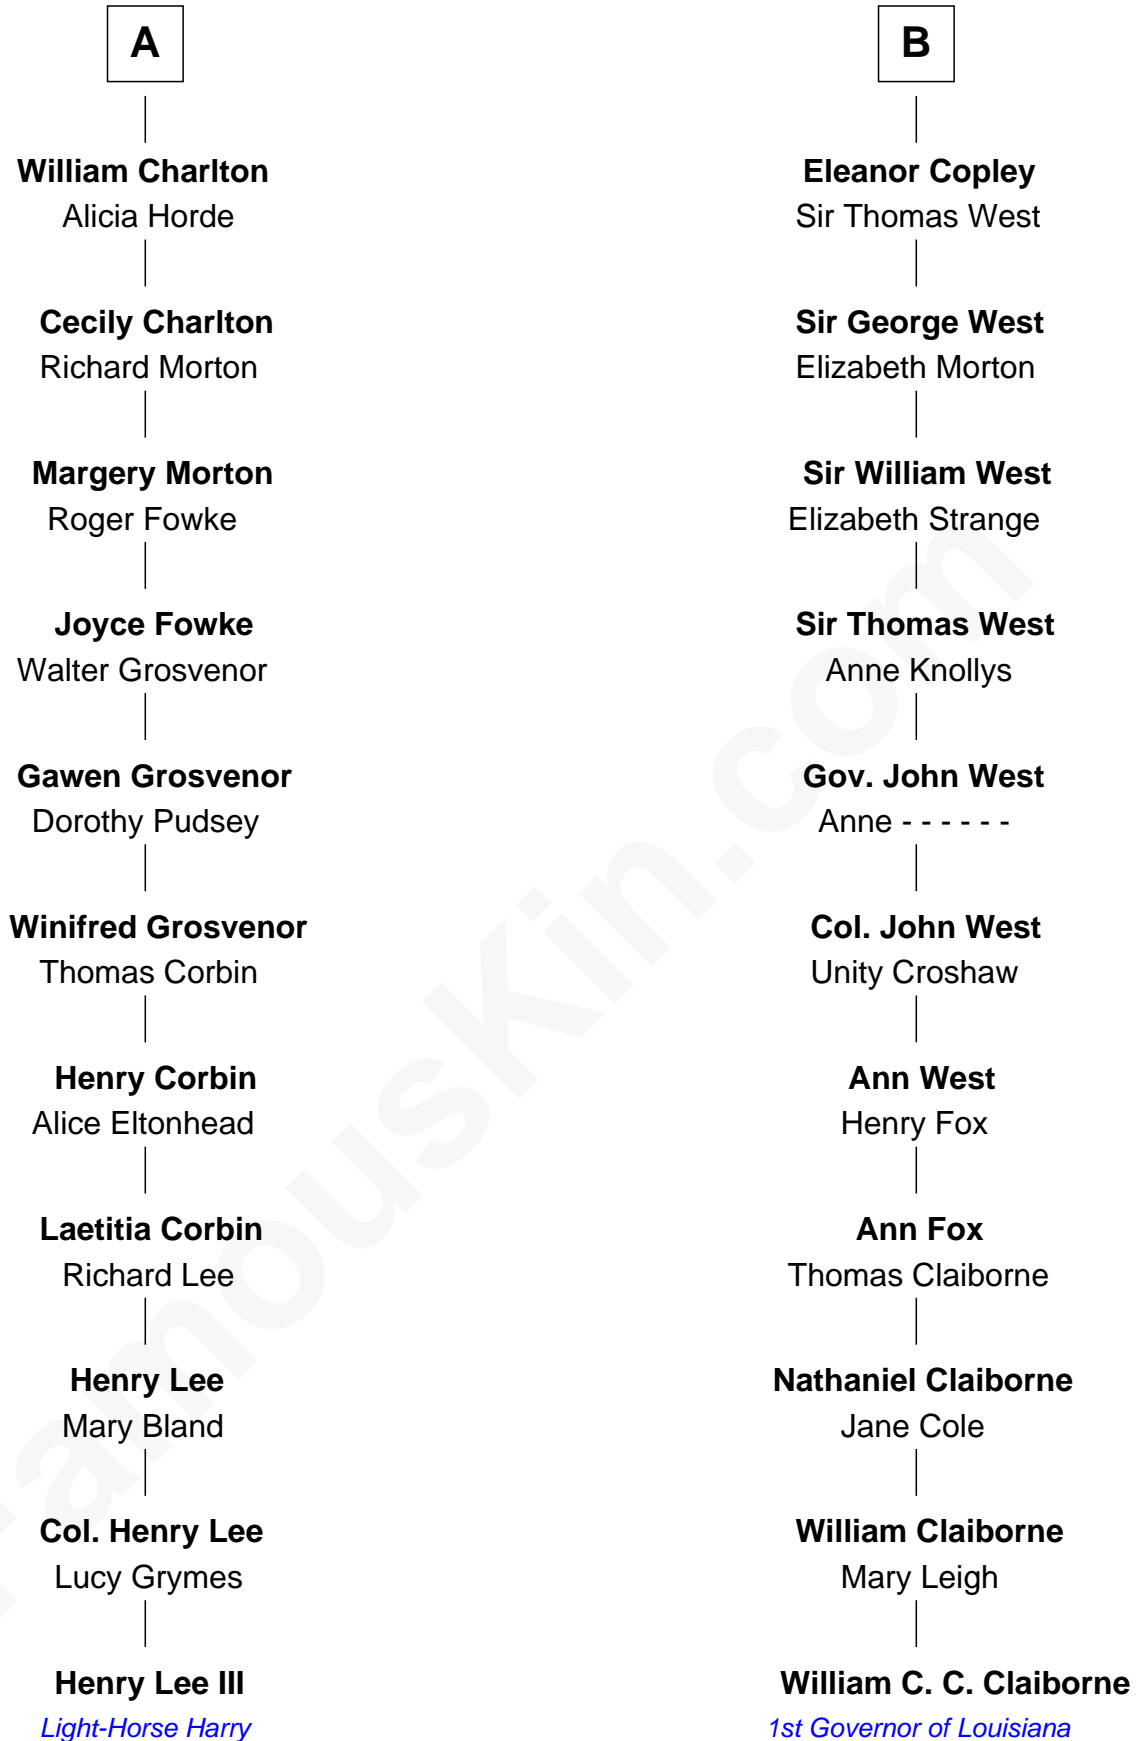 A
William Charlton
Alicia Horde
Cecily Charlton
Richard Morton
Margery Morton
Roger Fowke
Joyce Fowke
Walter Grosvenor
Gawen Grosvenor
Dorothy Pudsey
Winifred Grosvenor
Thomas Corbin
Henry Corbin
Alice Eltonhead
Laetitia Corbin
Richard Lee
Henry Lee
Mary Bland
Col. Henry Lee
Lucy Grymes
Henry Lee III
Light-Horse Harry
B
Eleanor Copley
Sir Thomas West
Sir George West
Elizabeth Morton
Sir William West
Elizabeth Strange
Sir Thomas West
Anne Knollys
Gov. John West
Anne - - - - - -
Col. John West
Unity Croshaw
Ann West
Henry Fox
Ann Fox
Thomas Claiborne
Nathaniel Claiborne
Jane Cole
William Claiborne
Mary Leigh
William C. C. Claiborne
1st Governor of Louisiana
FamousKin.com